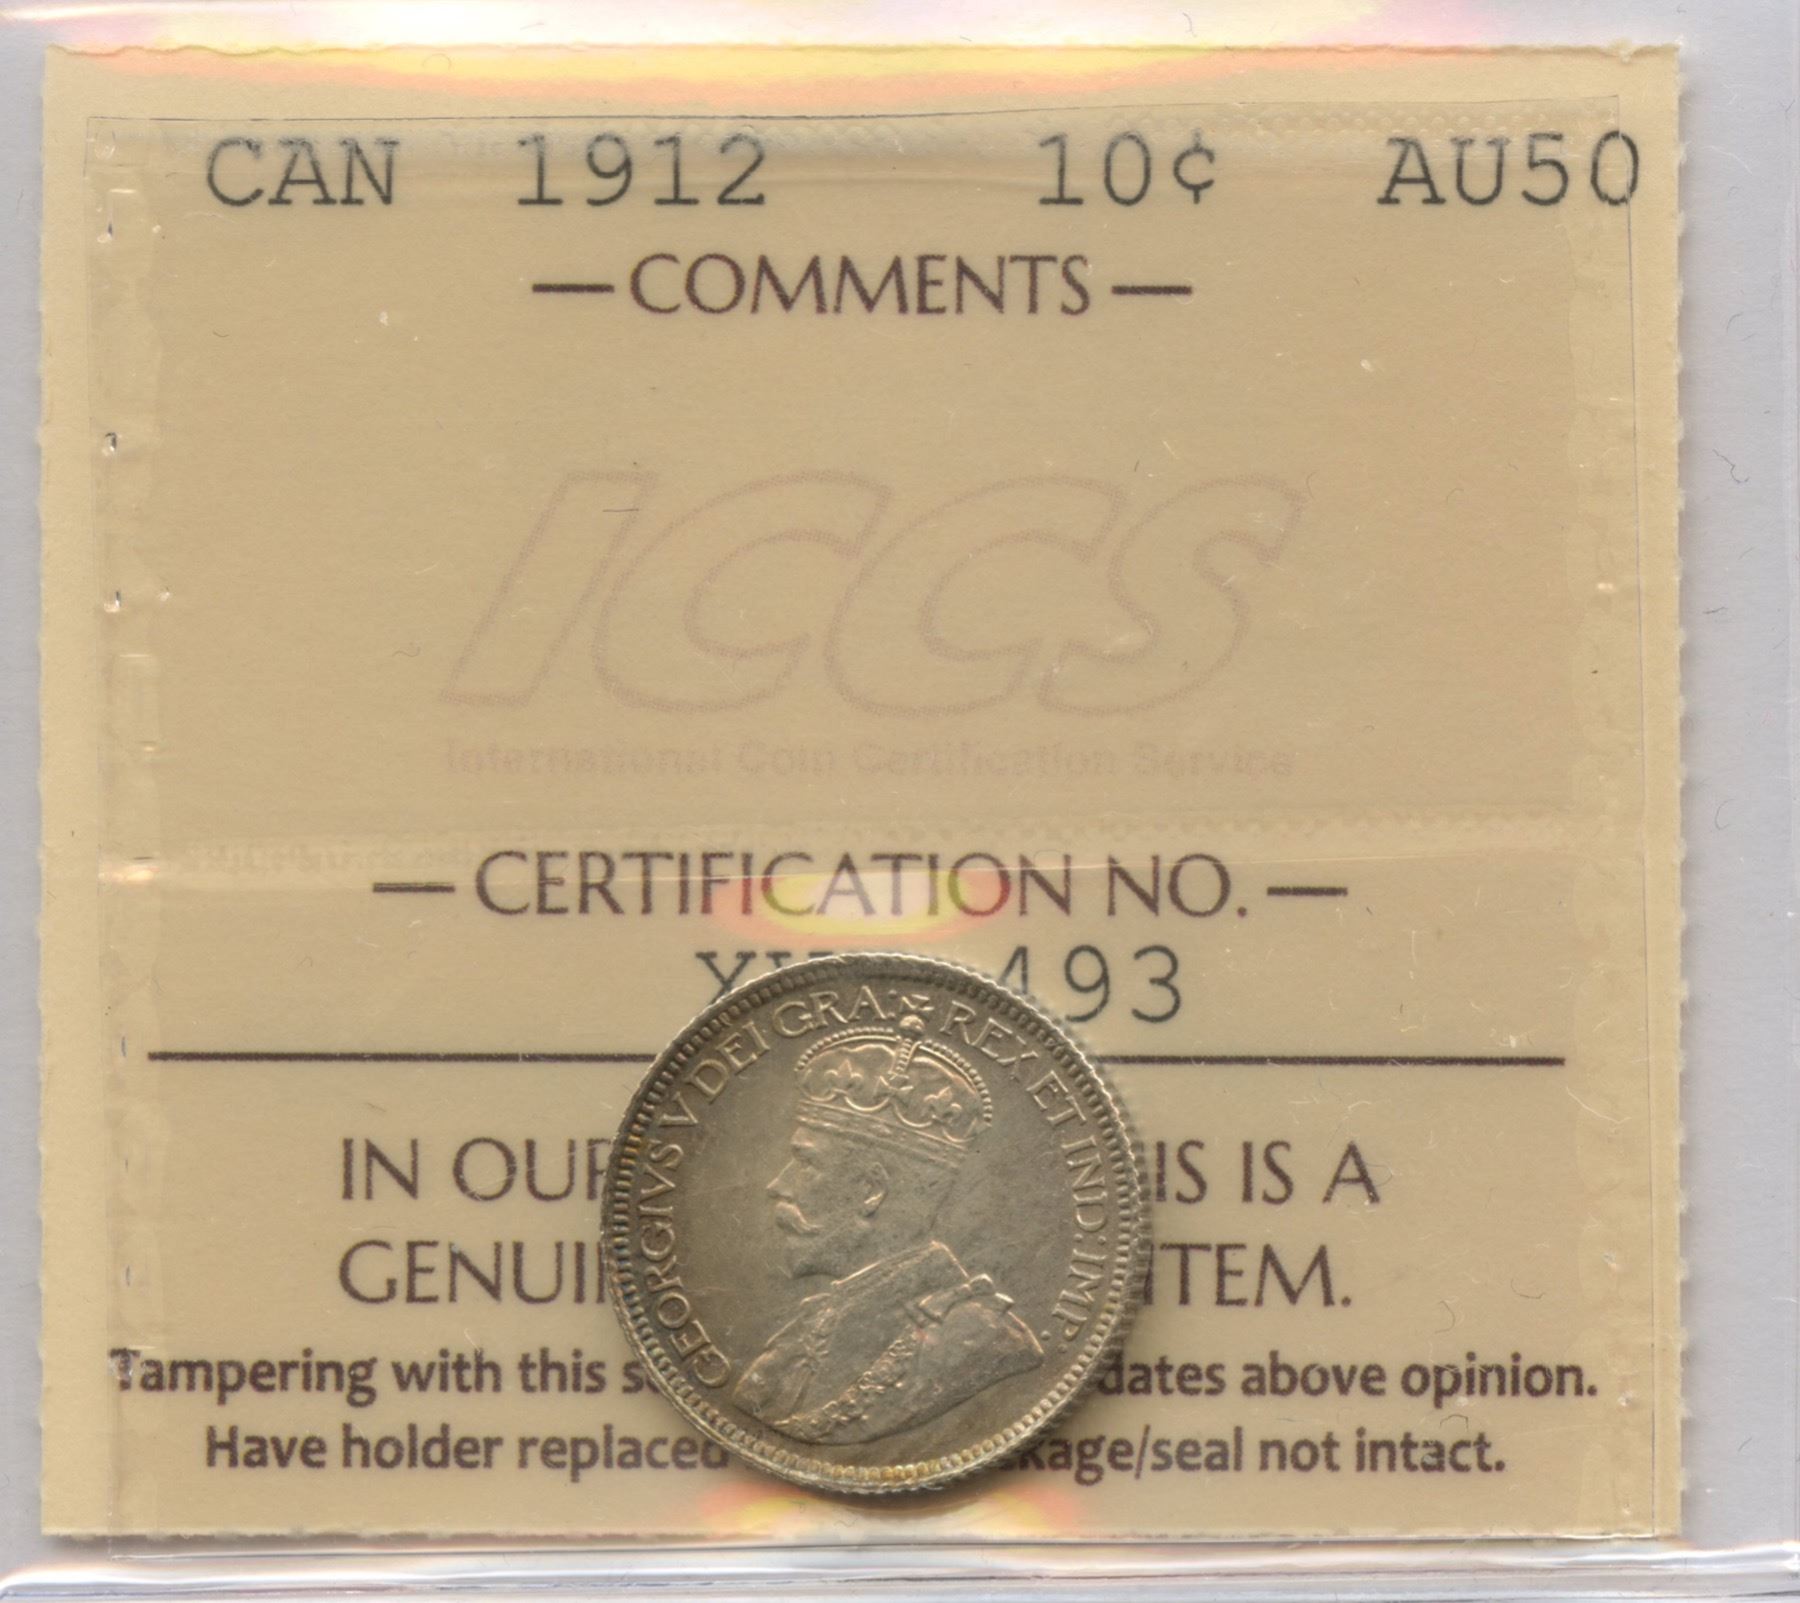 CAN 1912 10¢ AU50
— COMMENTS —
ICCS
International Coin Certification Service
— CERTIFICATION NO. —
493
GEORGIVS V DEI GRA: REX ET IND: IMP.
IN OUR IS IS A
GENUI ITEM.
Tampering with this dates above opinion.
Have holder replaced kage/seal not intact.